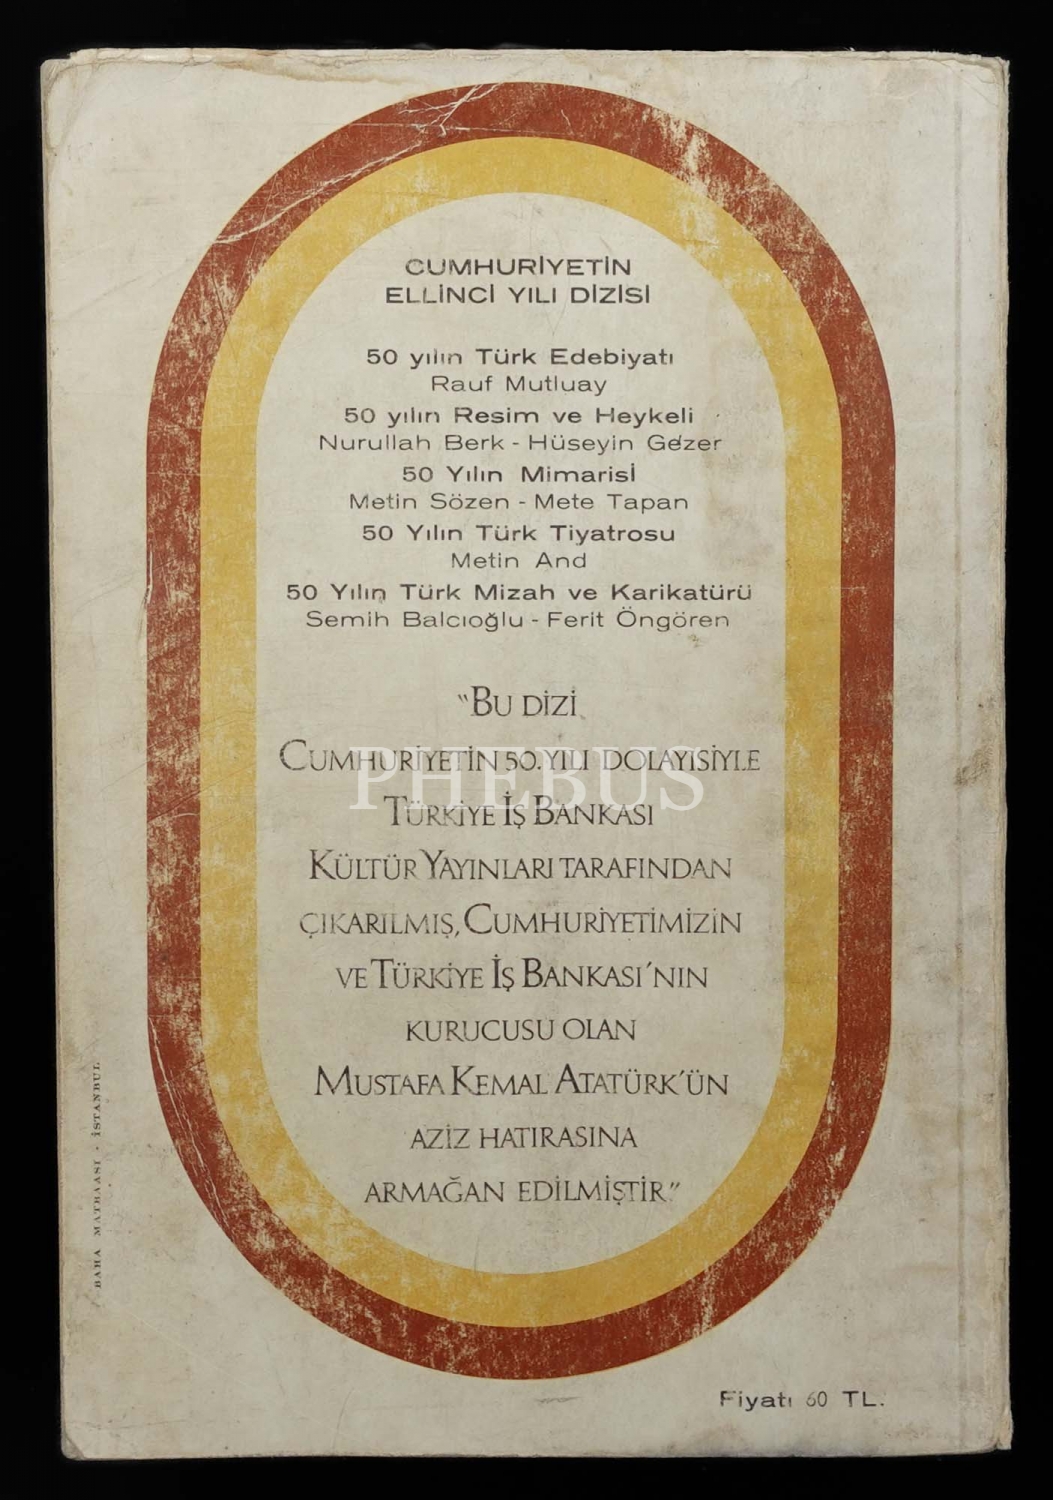 CUMHURİYETİN
ELLİNCİ YILI DİZİSİ
50 yılın Türk Edebiyatı
Rauf Mutluay
50 yılın Resim ve Heykeli
Nurullah Berk - Hüseyin Gezer
50 Yılın Mimarisi
Metin Sözen - Mete Tapan
50 Yılın Türk Tiyatrosu
Metin And
50 Yılın Türk Mizah ve Karikatürü
Semih Balcıoğlu - Ferit Öngören
"BU DİZİ
CUMHURİYETİN 50. YILI DOLAYISİYLE
PHEBUS
TÜRKİYE İŞ BANKASI
KÜLTÜR YAYINLARI TARAFINDAN
ÇIKARILMIŞ, CUMHURİYETİMİZİN
VE TÜRKİYE İŞ BANKASI'NIN
KURUCUSU OLAN
MUSTAFA KEMAL ATATÜRK'ÜN
AZİZ HATIRASINA
ARMAĞAN EDİLMİŞTİR."
BAHA MATBAASI - İSTANBUL
Fiyatı 60 TL.